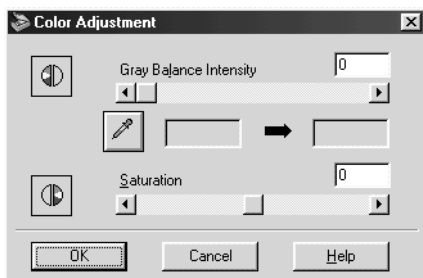 Color Adjustment
Gray Balance Intensity 0
Saturation 0
OK Cancel Help